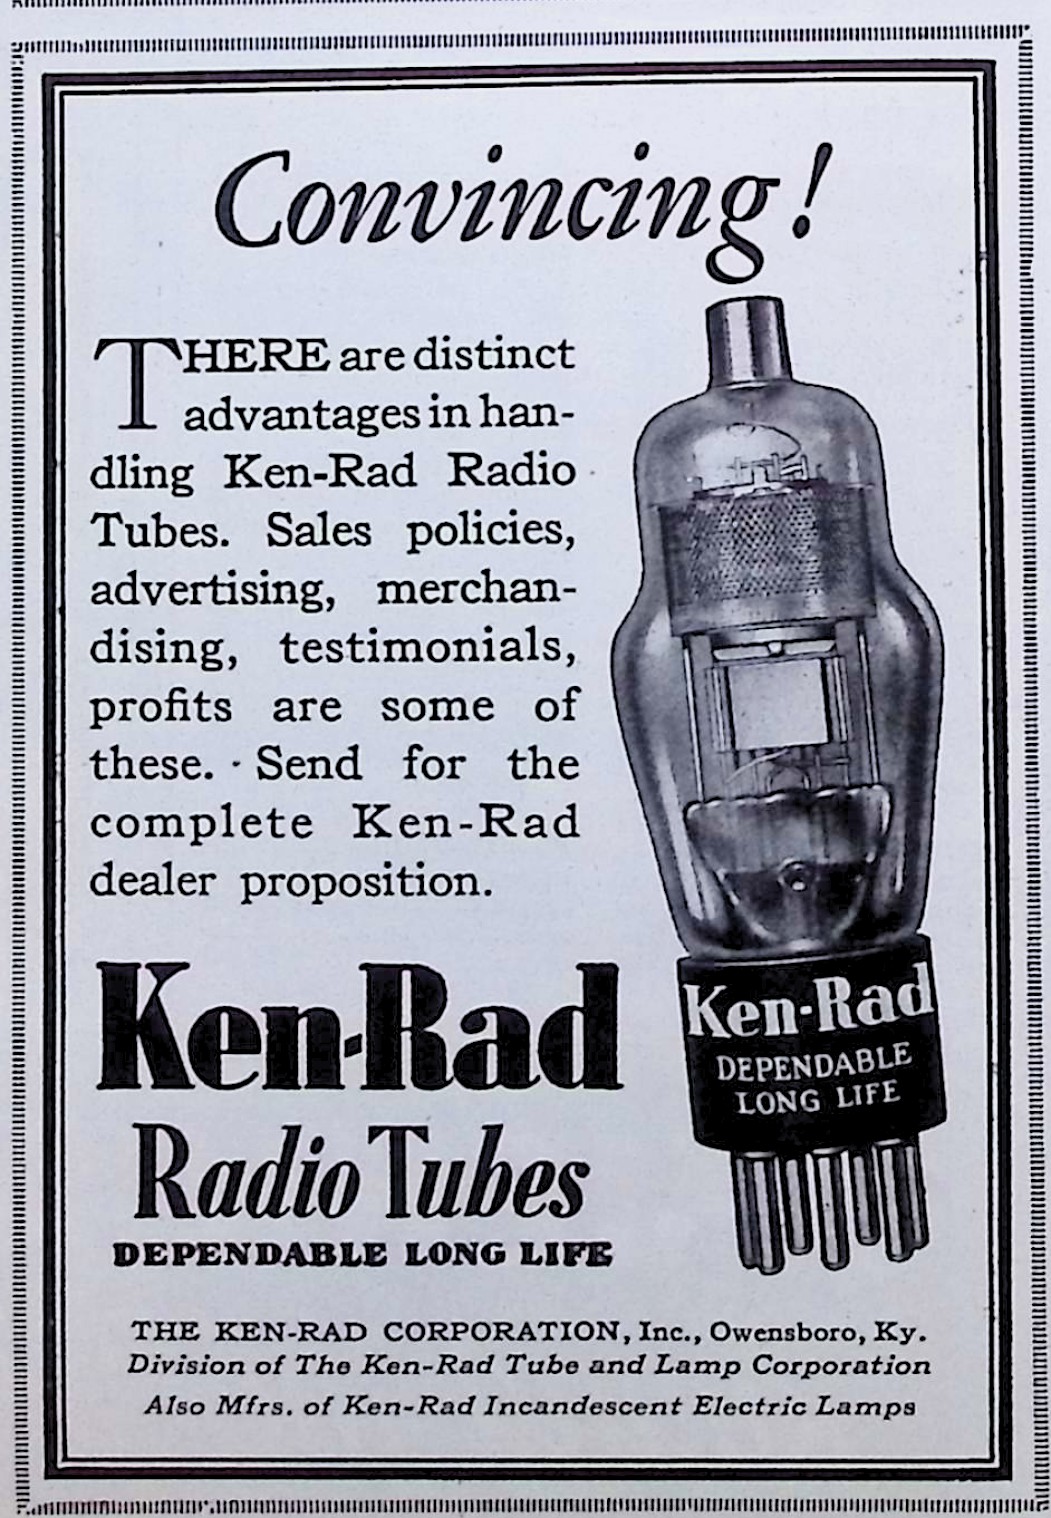 Convincing!
THERE are distinct
advantages in han-
dling Ken-Rad Radio
Tubes. Sales policies,
advertising, merchan-
dising, testimonials,
profits are some of
these. Send for the
complete Ken-Rad
dealer proposition.
Ken-Rad
Radio Tubes
DEPENDABLE LONG LIFE
Ken-Rad
DEPENDABLE
LONG LIFE
THE KEN-RAD CORPORATION, Inc., Owensboro, Ky.
Division of The Ken-Rad Tube and Lamp Corporation
Also Mfrs. of Ken-Rad Incandescent Electric Lamps